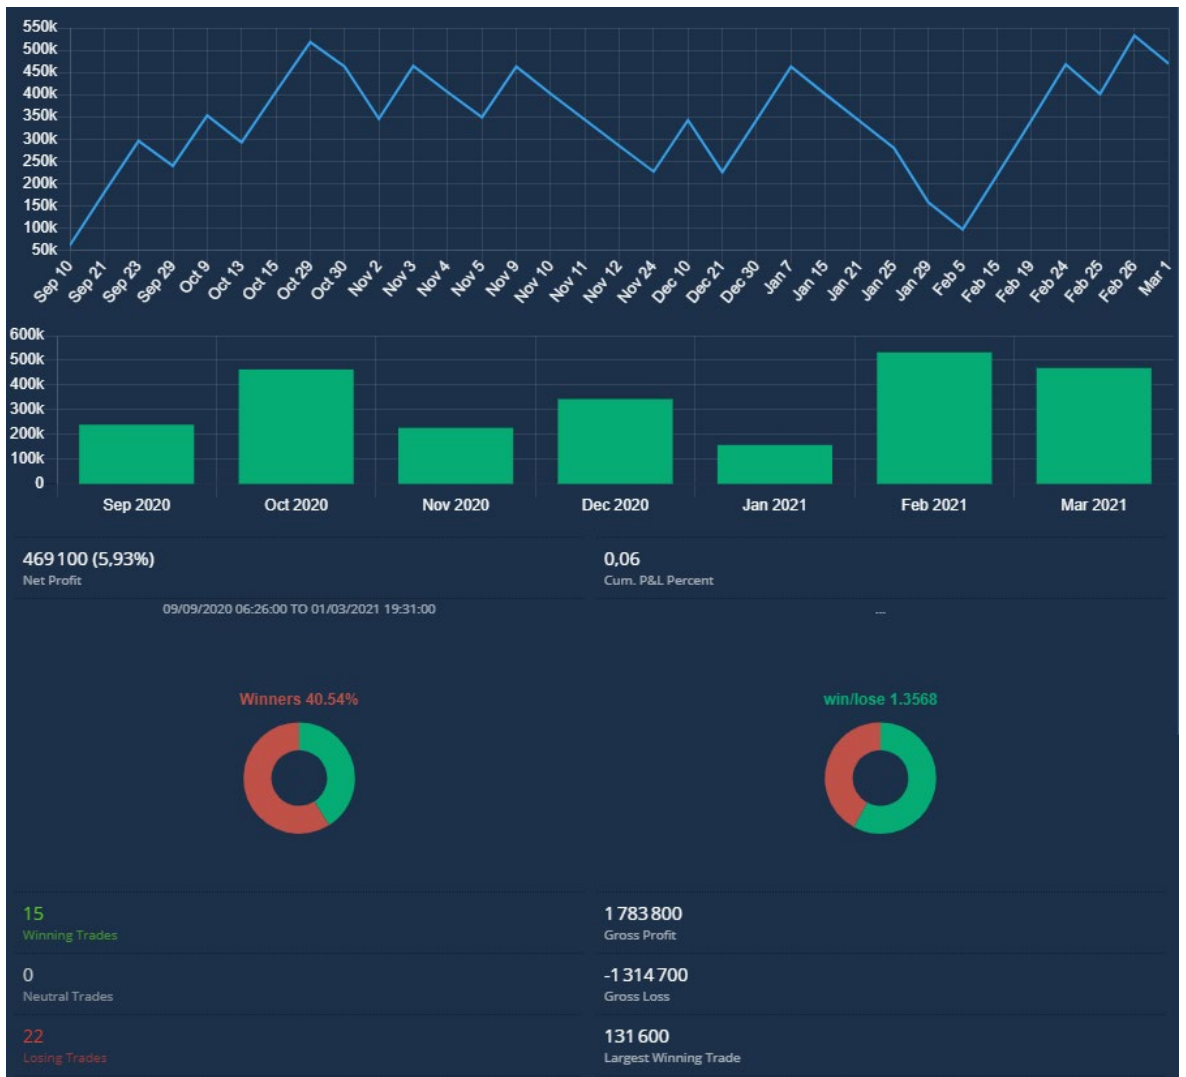 550k
500k
450k
400k
350k
300k
250k
200k
150k
100k
50k
Sep 10 Sep 21 Sep 23 Sep 29 Oct 9 Oct 13 Oct 15 Oct 29 Oct 30 Nov 2 Nov 3 Nov 4 Nov 5 Nov 9 Nov 10 Nov 11 Nov 12 Nov 24 Dec 10 Dec 21 Dec 30 Jan 7 Jan 15 Jan 21 Jan 25 Jan 29 Feb 5 Feb 15 Feb 19 Feb 24 Feb 25 Feb 26 Mar 1
600k
500k
400k
300k
200k
100k
0
Sep 2020 Oct 2020 Nov 2020 Dec 2020 Jan 2021 Feb 2021 Mar 2021
469 100 (5,93%)
Net Profit
0,06
Cum. P&L Percent
09/09/2020 06:26:00 TO 01/03/2021 19:31:00
...
Winners 40.54%
win/lose 1.3568
15
Winning Trades
1 783 800
Gross Profit
0
Neutral Trades
-1 314 700
Gross Loss
22
Losing Trades
131 600
Largest Winning Trade